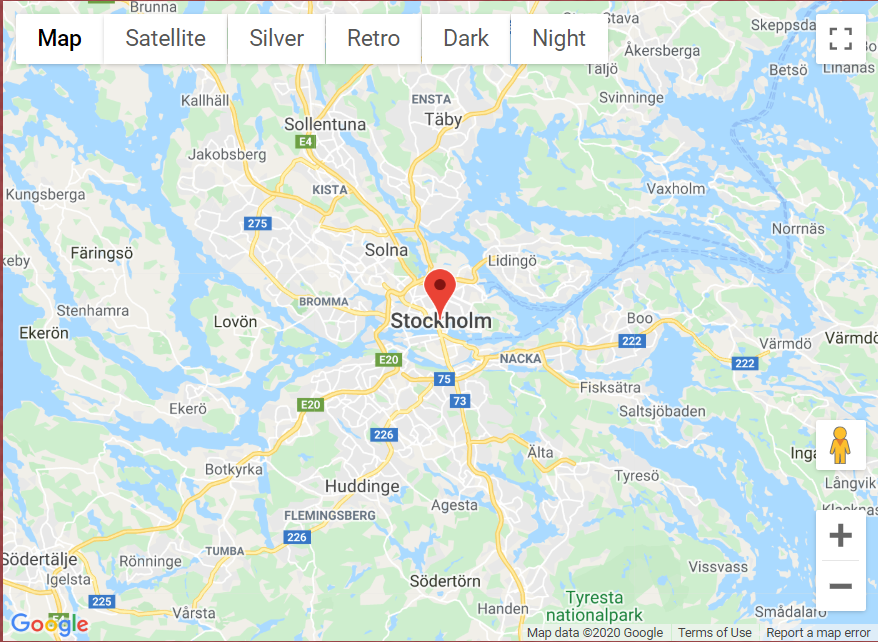 Brunna
Map
Satellite
Silver
Retro
Dark
Night
Stava
Skeppsda
Åkersberga
Täljö
Betsö
Linanäs
Svinninge
Kallhäll
ENSTA
Täby
Sollentuna
E4
Jakobsberg
KISTA
Vaxholm
Kungsberga
275
Norrnäs
Färingsö
Solna
Lidingö
keby
BROMMA
Stenhamra
Lovön
Stockholm
Boo
Ekerön
222
Värmdö
Värmdö
E20
NACKA
222
75
Fisksätra
73
E20
Ekerö
Saltsjöbaden
226
Älta
Inga
Botkyrka
Tyresö
Långvik
Huddinge
Agesta
FLEMINGSBERG
226
TUMBA
Södertälje
Rönninge
Vissvass
Igelsta
Södertörn
225
Tyresta
nationalpark
Handen
Vårsta
Smådalarö
Google
Map data ©2020 Google
Terms of Use
Report a map error